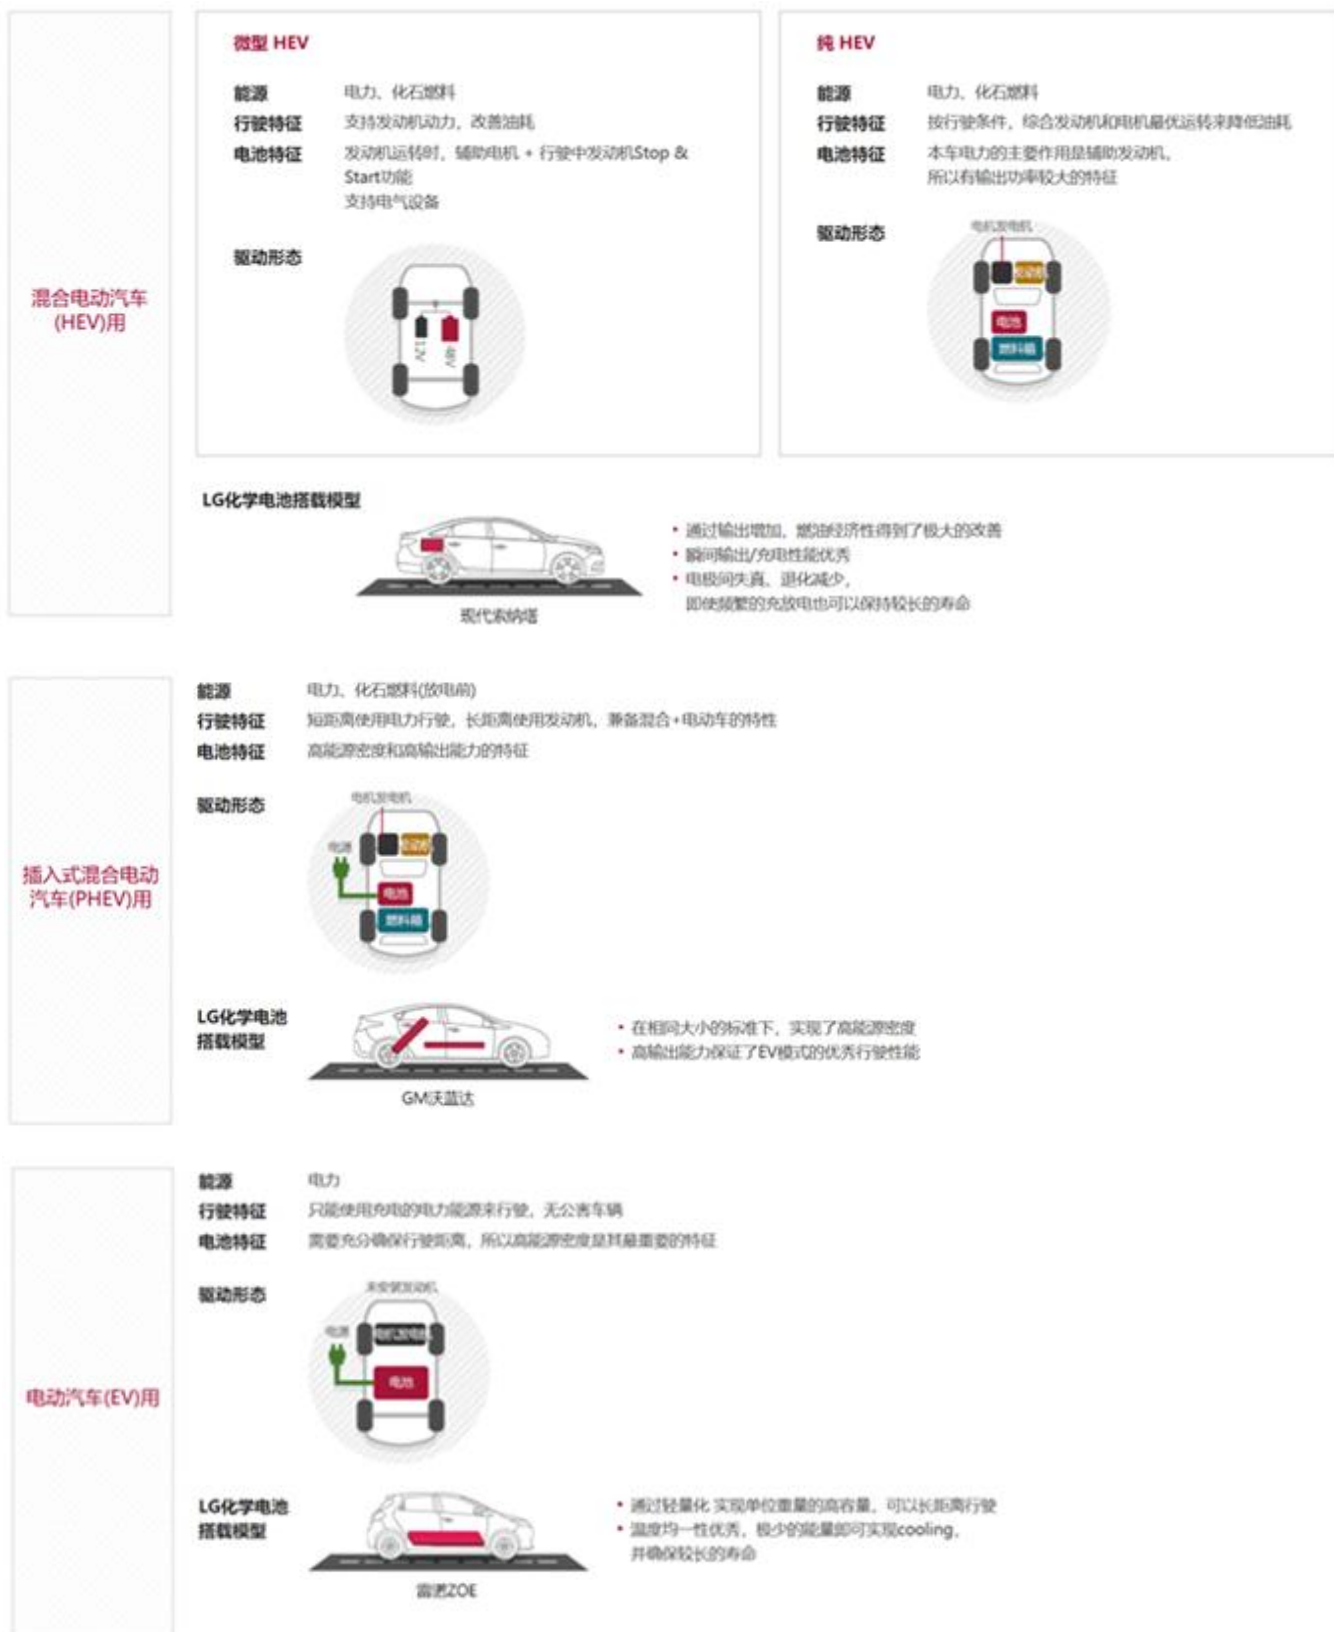 混合电动汽车
(HEV)用
微型 HEV
能源 电力、化石燃料
行驶特征 支持发动机动力，改善油耗
电池特征 发动机运转时，辅助电机 + 行驶中发动机Stop &
Start功能
支持电气设备
驱动形态
12V 48V
纯 HEV
能源 电力、化石燃料
行驶特征 按行驶条件，综合发动机和电机最优运转来降低油耗
电池特征 本车电力的主要作用是辅助发动机，
所以有输出功率较大的特征
驱动形态
电机发电机
发动机
电池
燃料箱
LG化学电池搭载模型
现代索纳塔
• 通过输出增加，燃油经济性得到了极大的改善
• 瞬间输出/充电性能优秀
• 电极间失真、退化减少，
即使频繁的充放电也可以保持较长的寿命
插入式混合电动
汽车(PHEV)用
能源 电力、化石燃料(放电前)
行驶特征 短距离使用电力行驶，长距离使用发动机，兼备混合+电动车的特性
电池特征 高能源密度和高输出能力的特征
驱动形态
电机发电机
电源
发动机
电池
燃料箱
LG化学电池
搭载模型
GM沃蓝达
• 在相同大小的标准下，实现了高能源密度
• 高输出能力保证了EV模式的优秀行驶性能
电动汽车(EV)用
能源 电力
行驶特征 只能使用充电的电力能源来行驶，无公害车辆
电池特征 需要充分确保行驶距离，所以高能源密度是其最重要的特征
驱动形态
未安装发动机
电源
电机发电机
电池
LG化学电池
搭载模型
雷诺ZOE
• 通过轻量化 实现单位重量的高容量，可以长距离行驶
• 温度均一性优秀，极少的能量即可实现cooling，
并确保较长的寿命